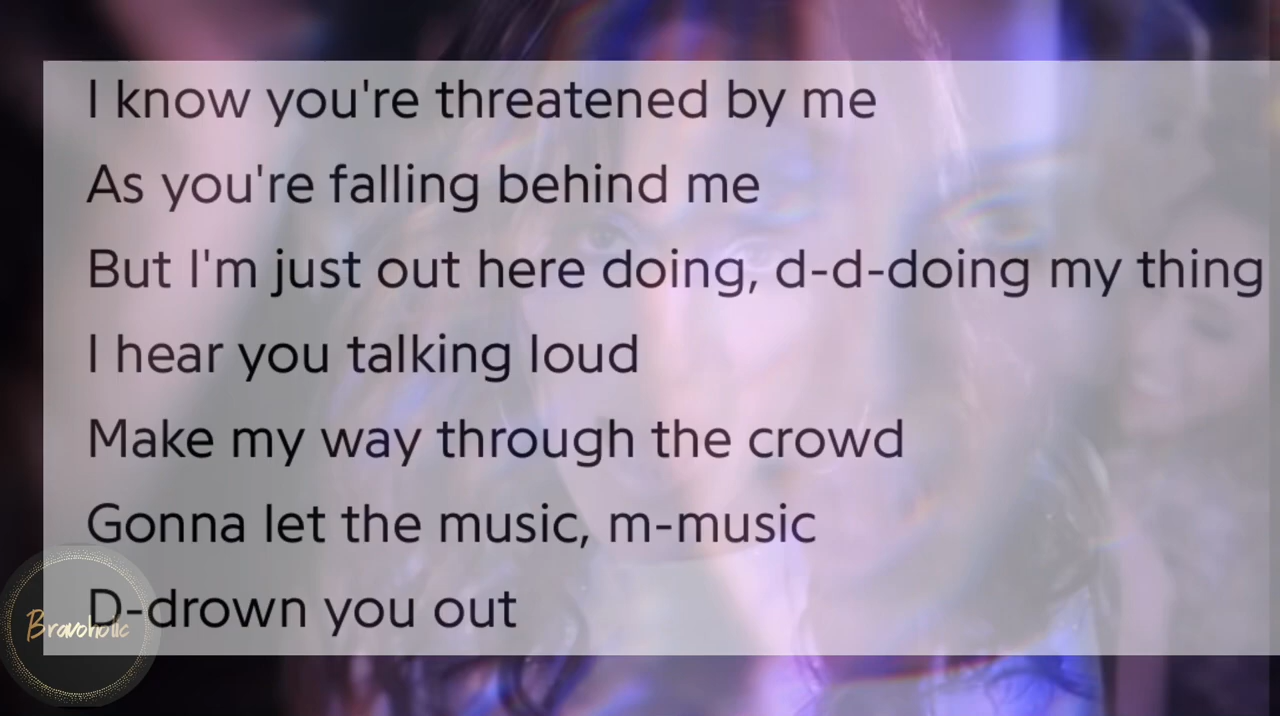 I know you're threatened by me
As you're falling behind me
But I'm just out here doing, d-d-doing my thing
I hear you talking loud
Make my way through the crowd
Gonna let the music, m-music
D-drown you out
Bravoholic